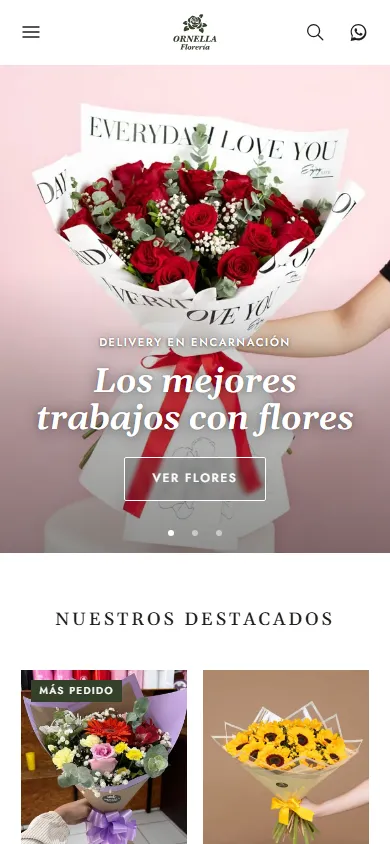 ORNELLA
Florería
EVERYDAY I LOVE YOU
Enjoy
DELIVERY EN ENCARNACIÓN
Los mejores
trabajos con flores
VER FLORES
NUESTROS DESTACADOS
MÁS PEDIDO